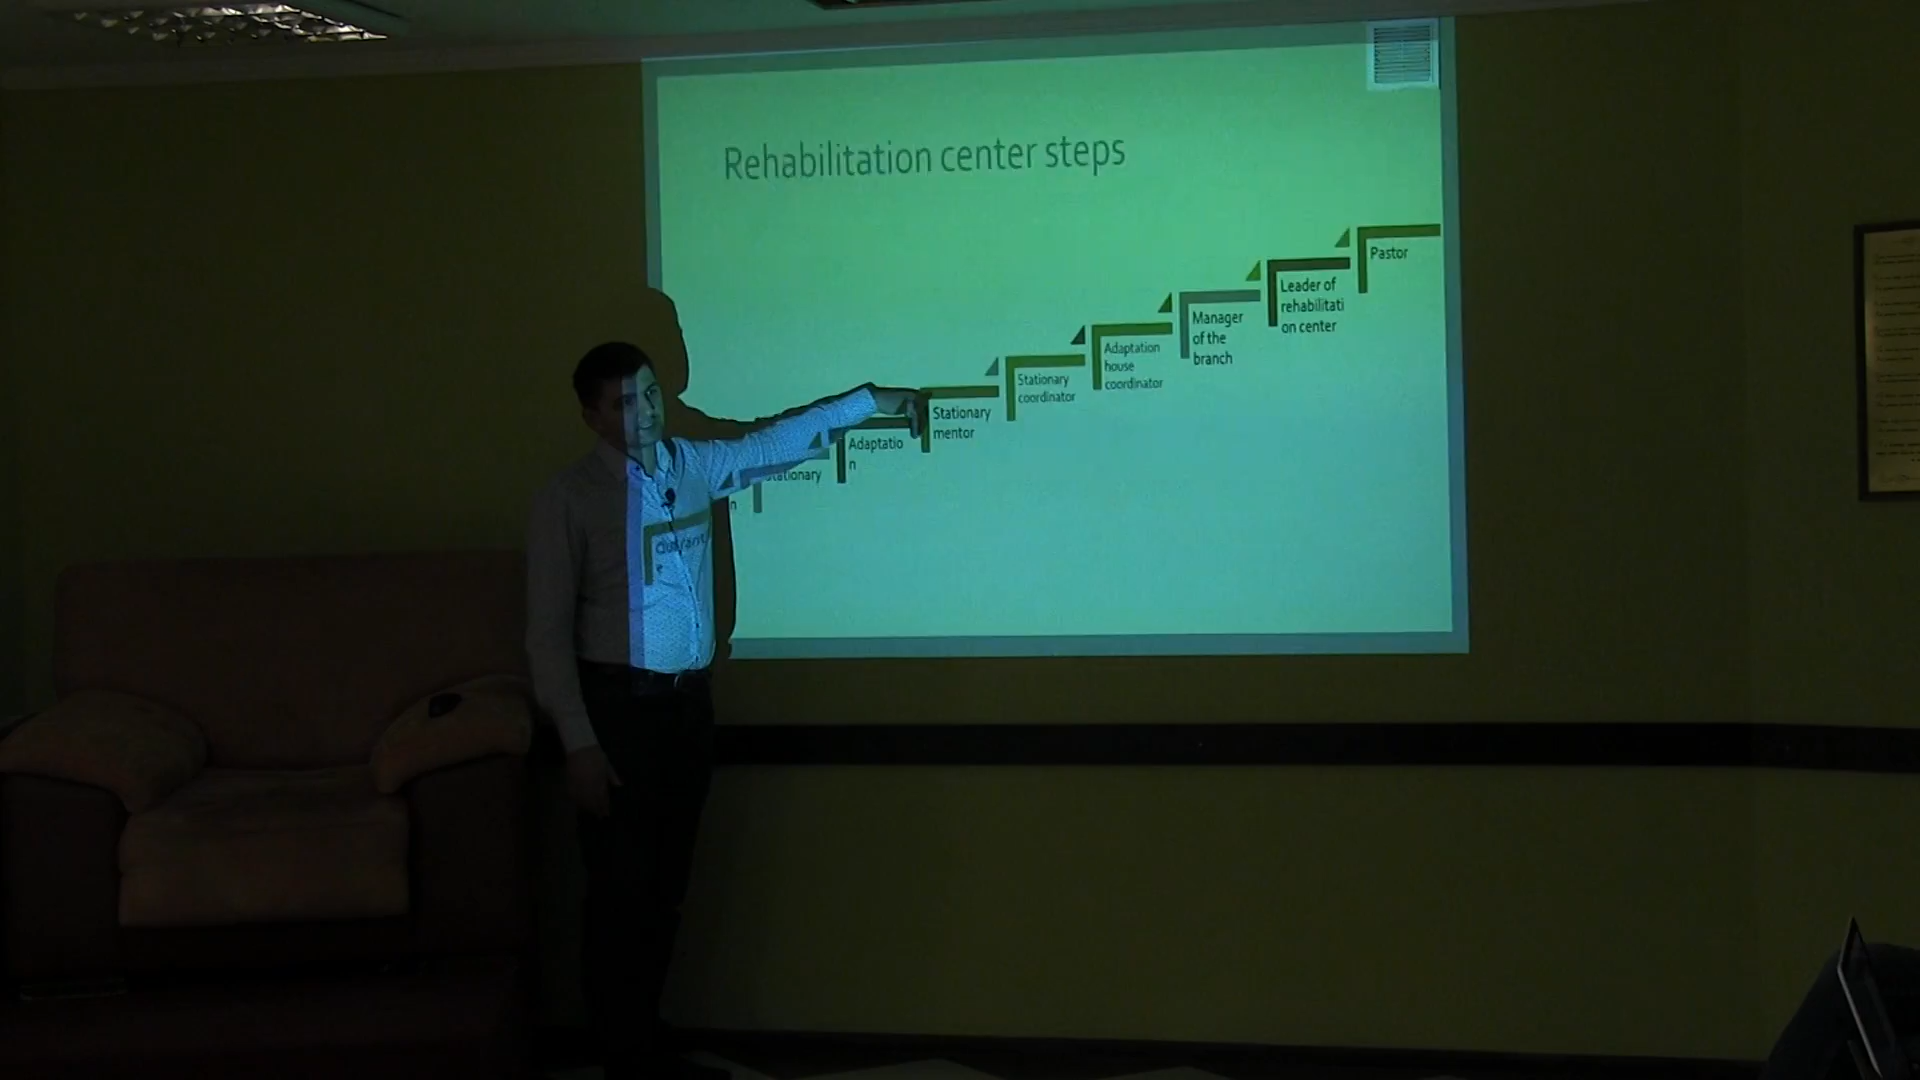 Rehabilitation center steps
n
Stationary
Adaptatio
n
Stationary
mentor
Stationary
coordinator
Adaptation
house
coordinator
Manager
of the
branch
Leader of
rehabilitati
on center
Pastor